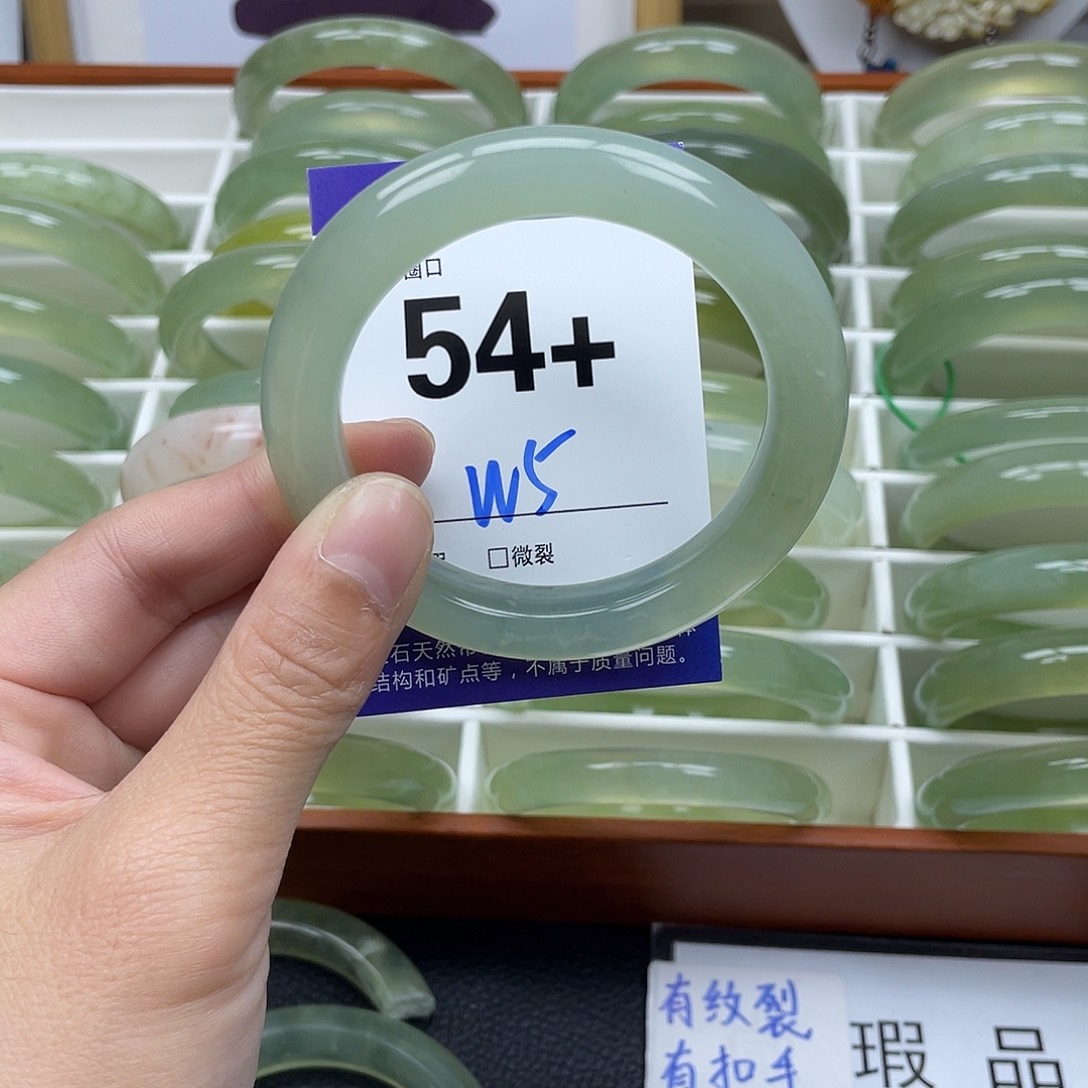 圈口
54+
W5
□微裂
石天然
结构和矿点等，不属于质量问题。
有纹裂
有扣手
瑕 品